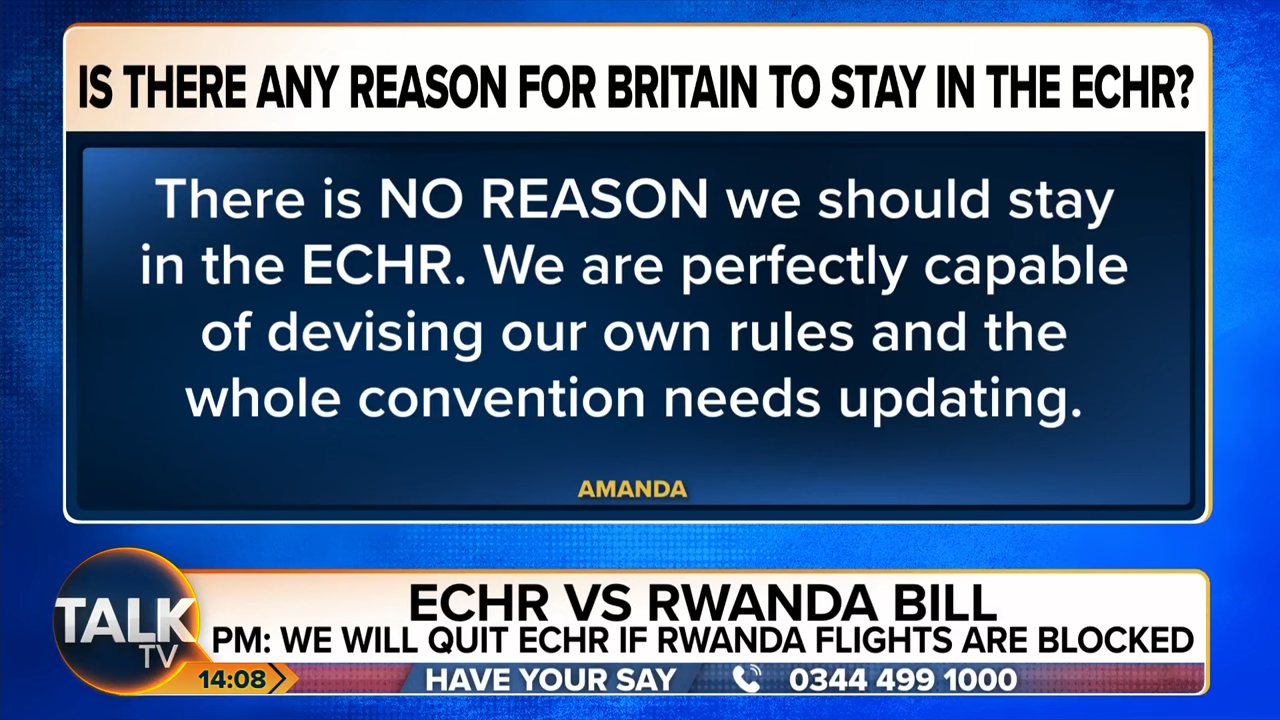 IS THERE ANY REASON FOR BRITAIN TO STAY IN THE ECHR?
There is NO REASON we should stay
in the ECHR. We are perfectly capable
of devising our own rules and the
whole convention needs updating.
AMANDA
ECHR VS RWANDA BILL
PM: WE WILL QUIT ECHR IF RWANDA FLIGHTS ARE BLOCKED
TALK
TV
14:08
HAVE YOUR SAY 0344 499 1000